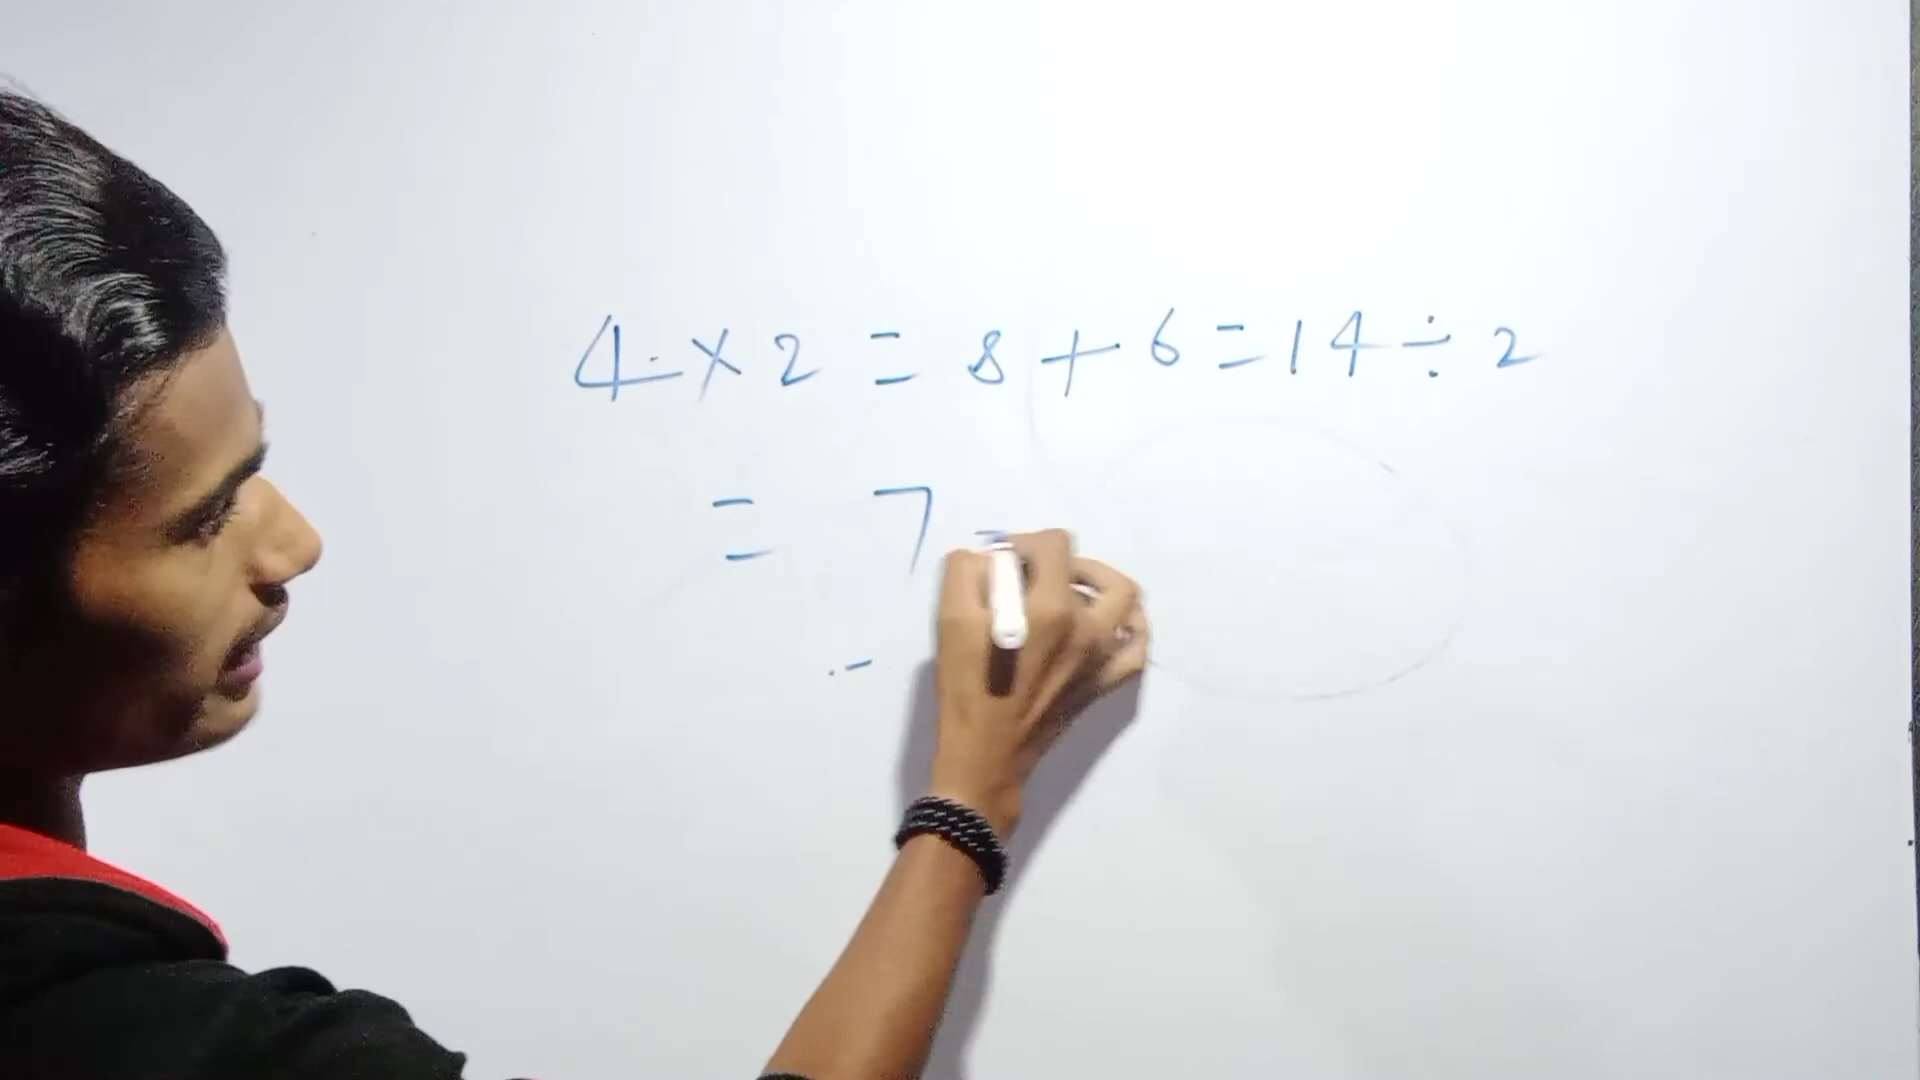 4 × 2 = 8 + 6 = 14 ÷ 2
= 7 -